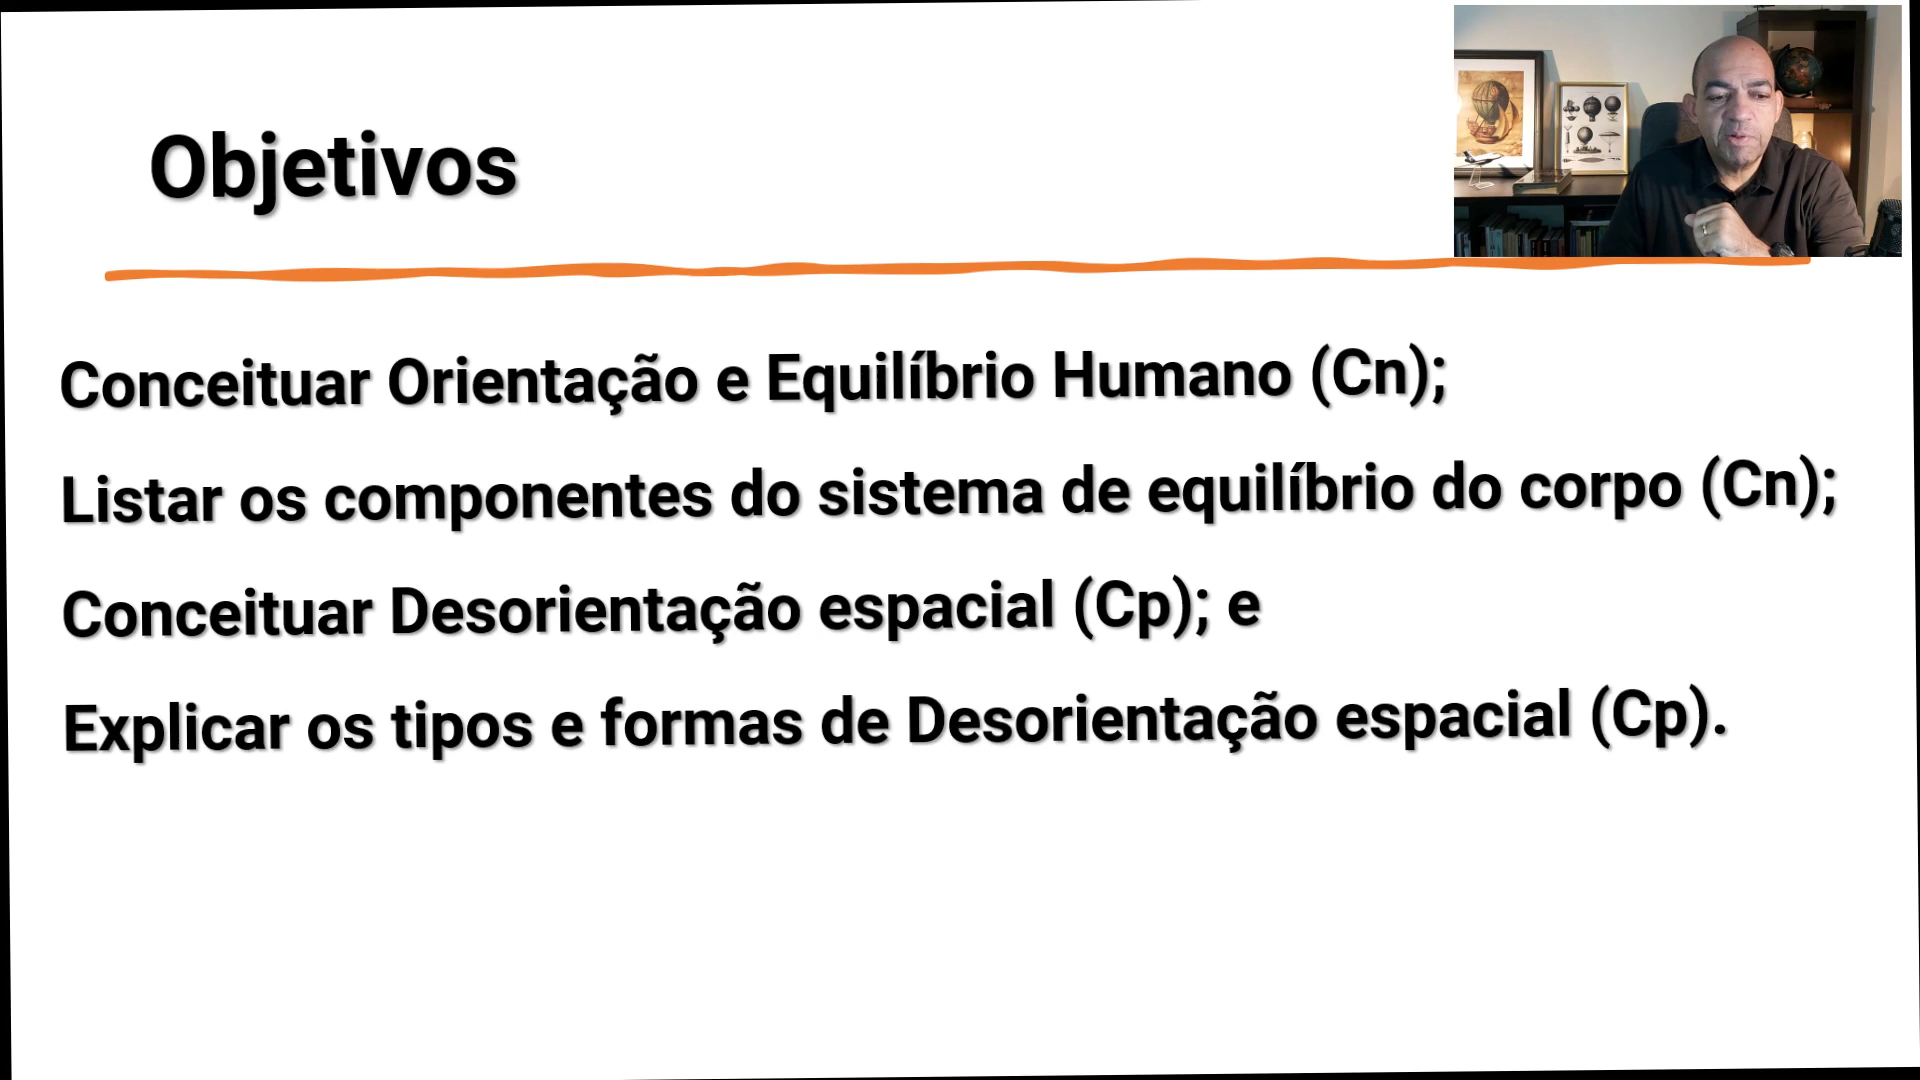 Objetivos
Conceituar Orientação e Equilíbrio Humano (Cn);
Listar os componentes do sistema de equilíbrio do corpo (Cn);
Conceituar Desorientação espacial (Cp); e
Explicar os tipos e formas de Desorientação espacial (Cp).